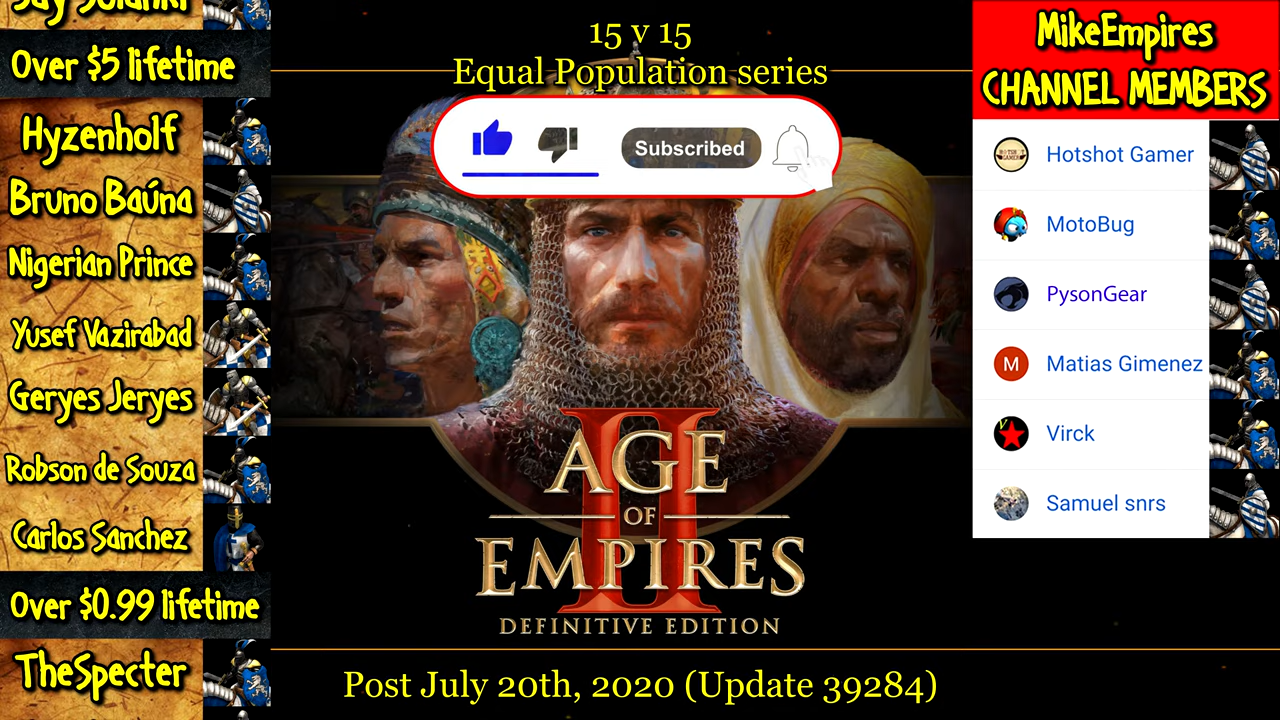 Jay Solanki
Over $5 lifetime
Hyzenholf
Bruno Baúna
Nigerian Prince
Yusef Vazirabad
Geryes Jeryes
Robson de Souza
Carlos Sanchez
Over $0.99 lifetime
TheSpecter
15 v 15
Equal Population series
Subscribed
AGE
OF
EMPIRES
II
DEFINITIVE EDITION
Post July 20th, 2020 (Update 39284)
MikeEmpires
CHANNEL MEMBERS
Hotshot Gamer
MotoBug
PysonGear
M
Matias Gimenez
Virck
Samuel snrs